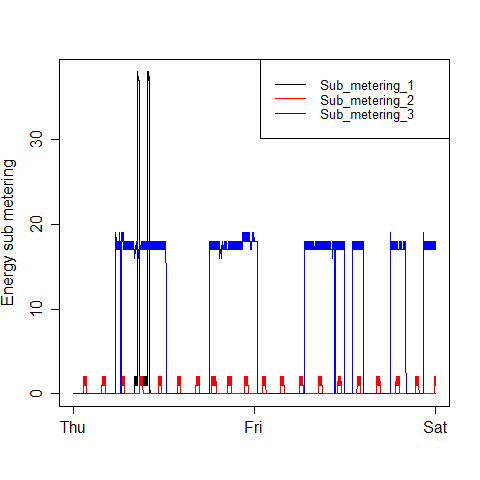 Sub_metering_1
Sub_metering_2
Sub_metering_3
Energy sub metering
30
20
10
0
Thu
Fri
Sat